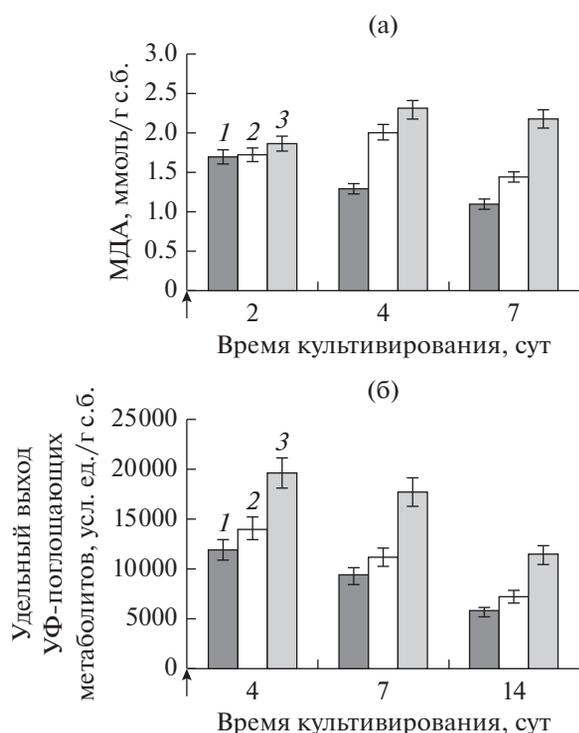 (а)
МДА, ммоль/г с.б.
3.0
2.5
2.0
1.5
1.0
0.5
0
1 2 3
2 4 7
Время культивирования, сут
(б)
Удельный выход
УФ-поглощающих
метаболитов, усл. ед./г с.б.
25000
20000
15000
10000
5000
0
1 2 3
4 7 14
Время культивирования, сут